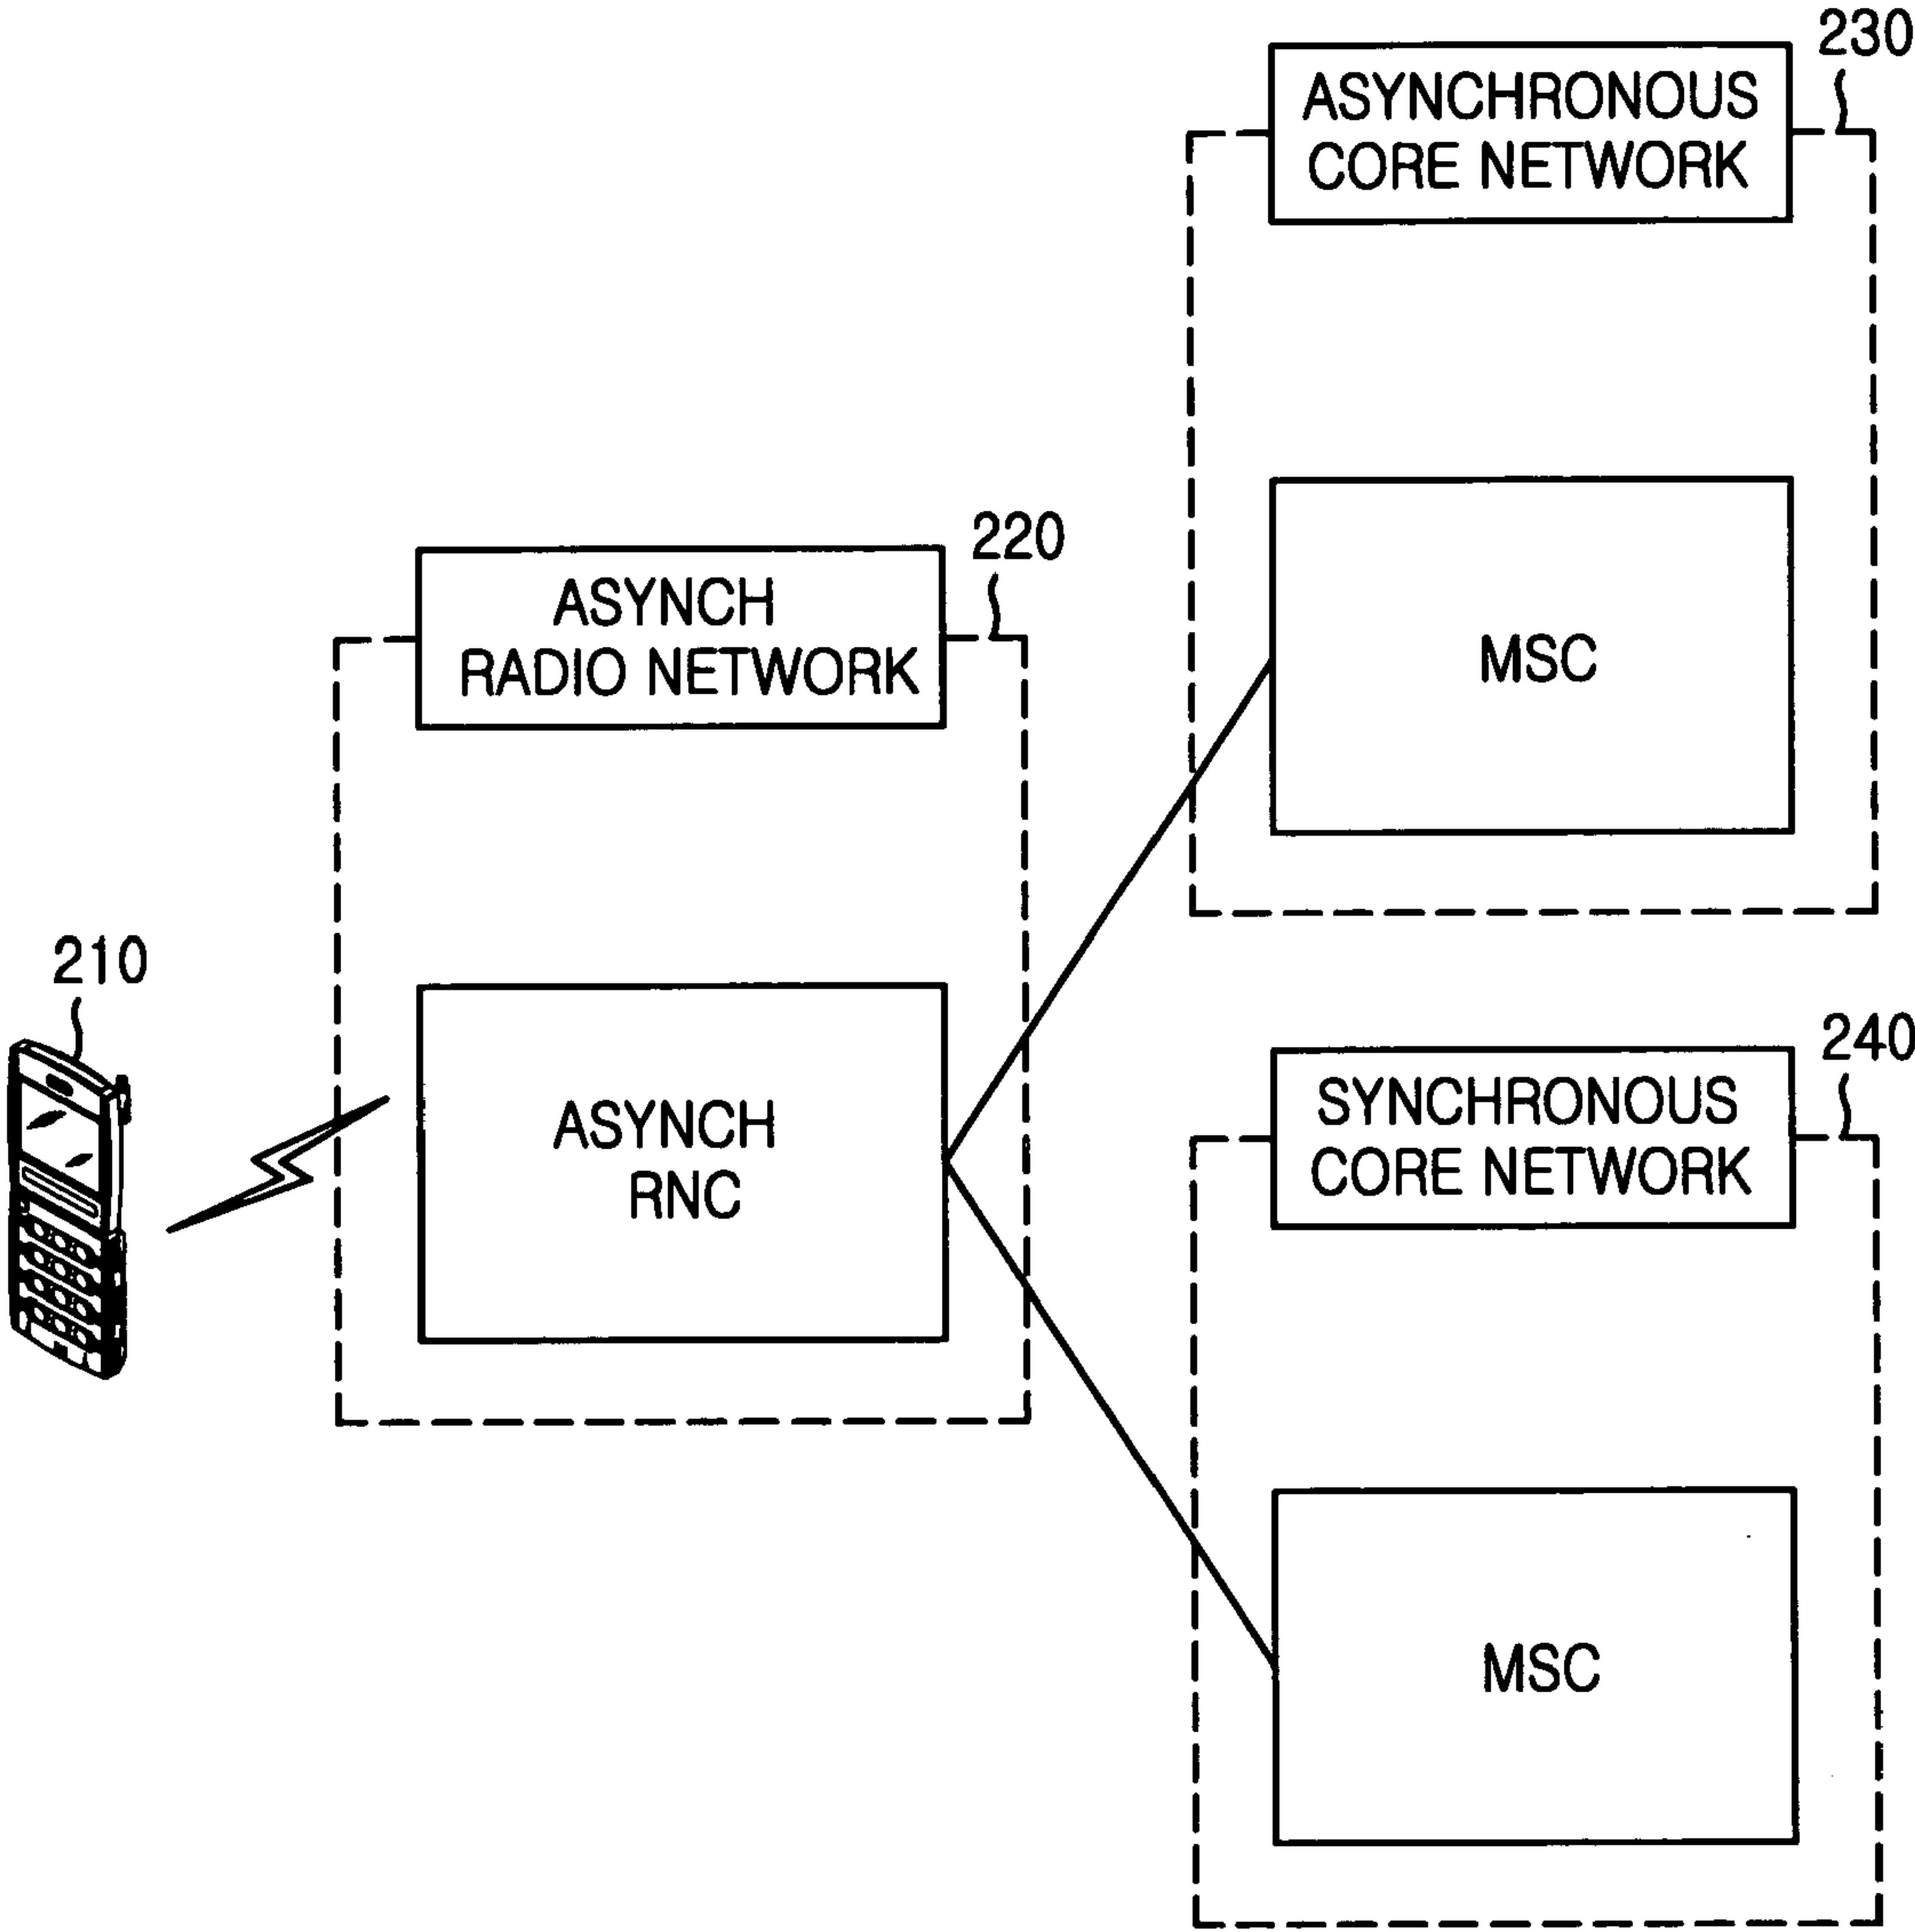 230
ASYNCHRONOUS
CORE NETWORK
220
ASYNCH
RADIO NETWORK
MSC
210
ASYNCH
RNC
240
SYNCHRONOUS
CORE NETWORK
MSC